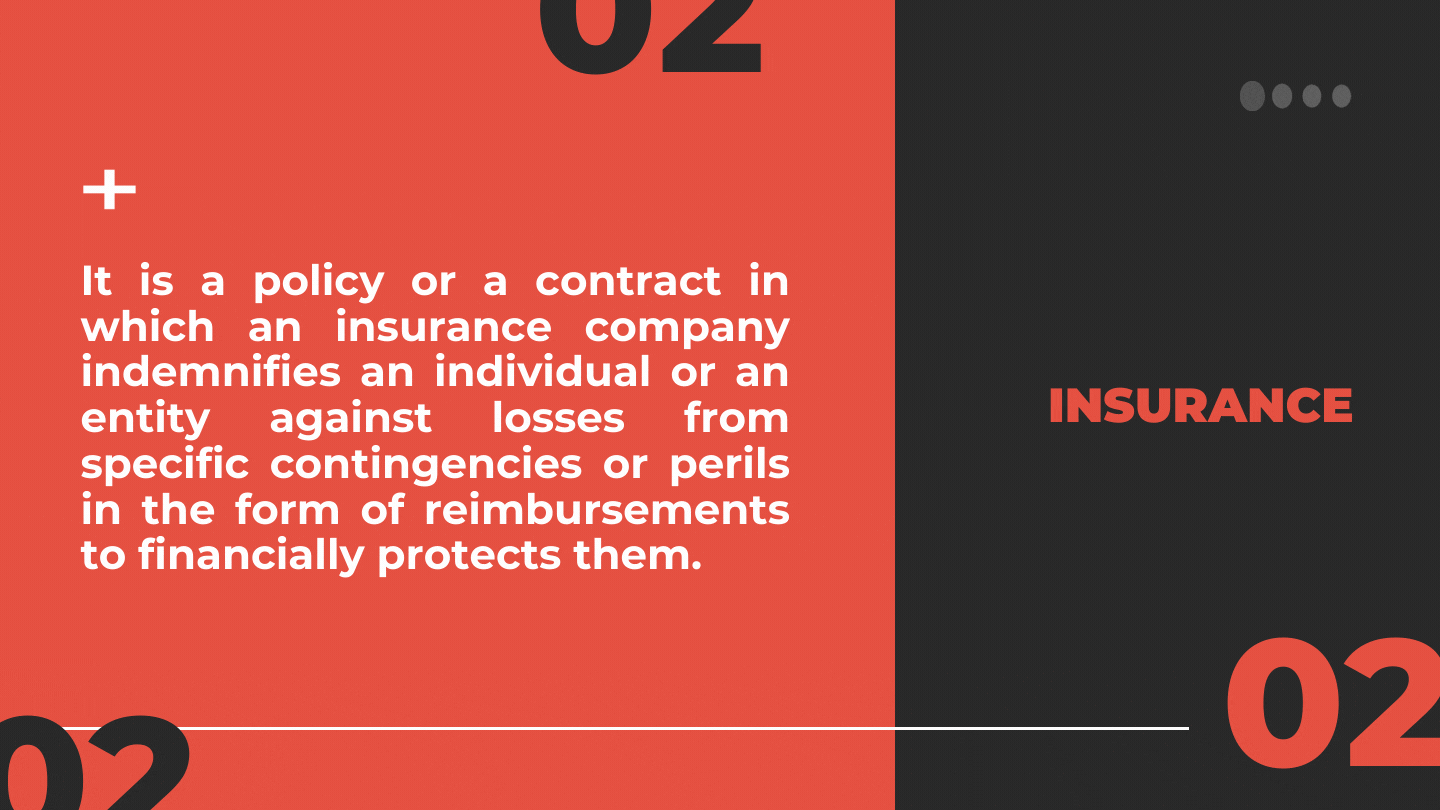 02
It is a policy or a contract in
which an insurance company
indemnifies an individual or an
entity against losses from
specific contingencies or perils
in the form of reimbursements
to financially protects them.
INSURANCE
02
02